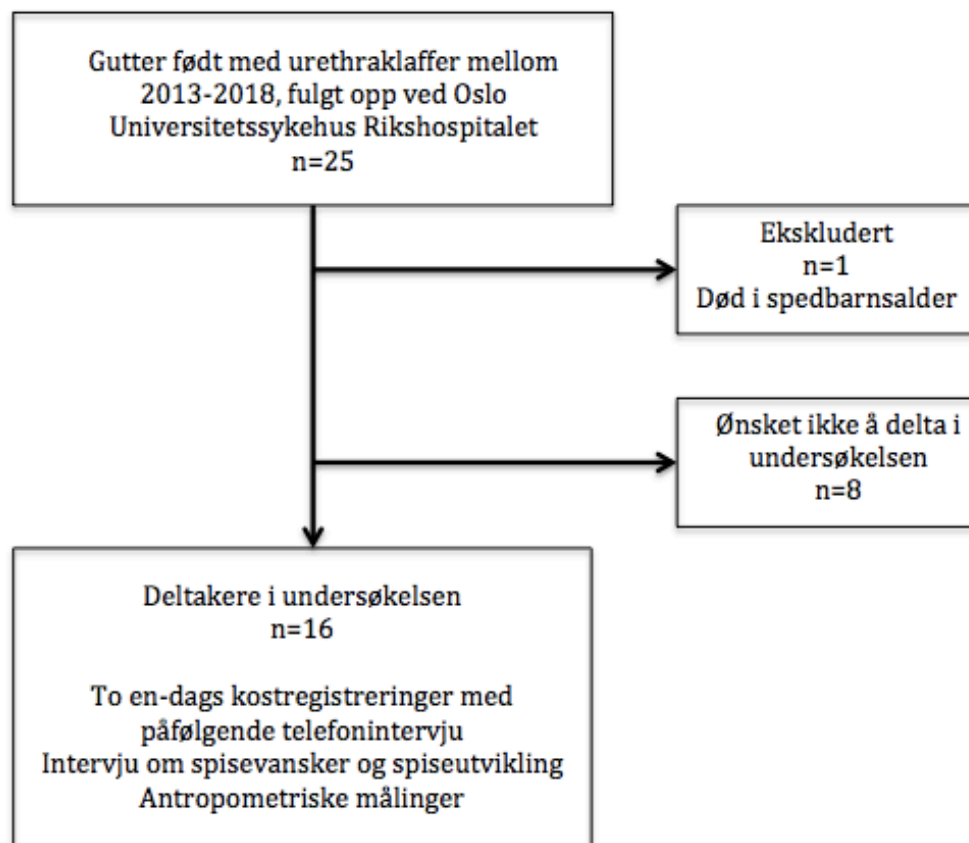 Gutter født med urethraklaffer mellom
2013-2018, fulgt opp ved Oslo
Universitetssykehus Rikshospitalet
n=25
Ekskludert
n=1
Død i spedbarnsalder
Ønsket ikke å delta i
undersøkelsen
n=8
Deltakere i undersøkelsen
n=16
To en-dags kostregistreringer med
påfølgende telefonintervju
Intervju om spisevansker og spiseutvikling
Antropometriske målinger